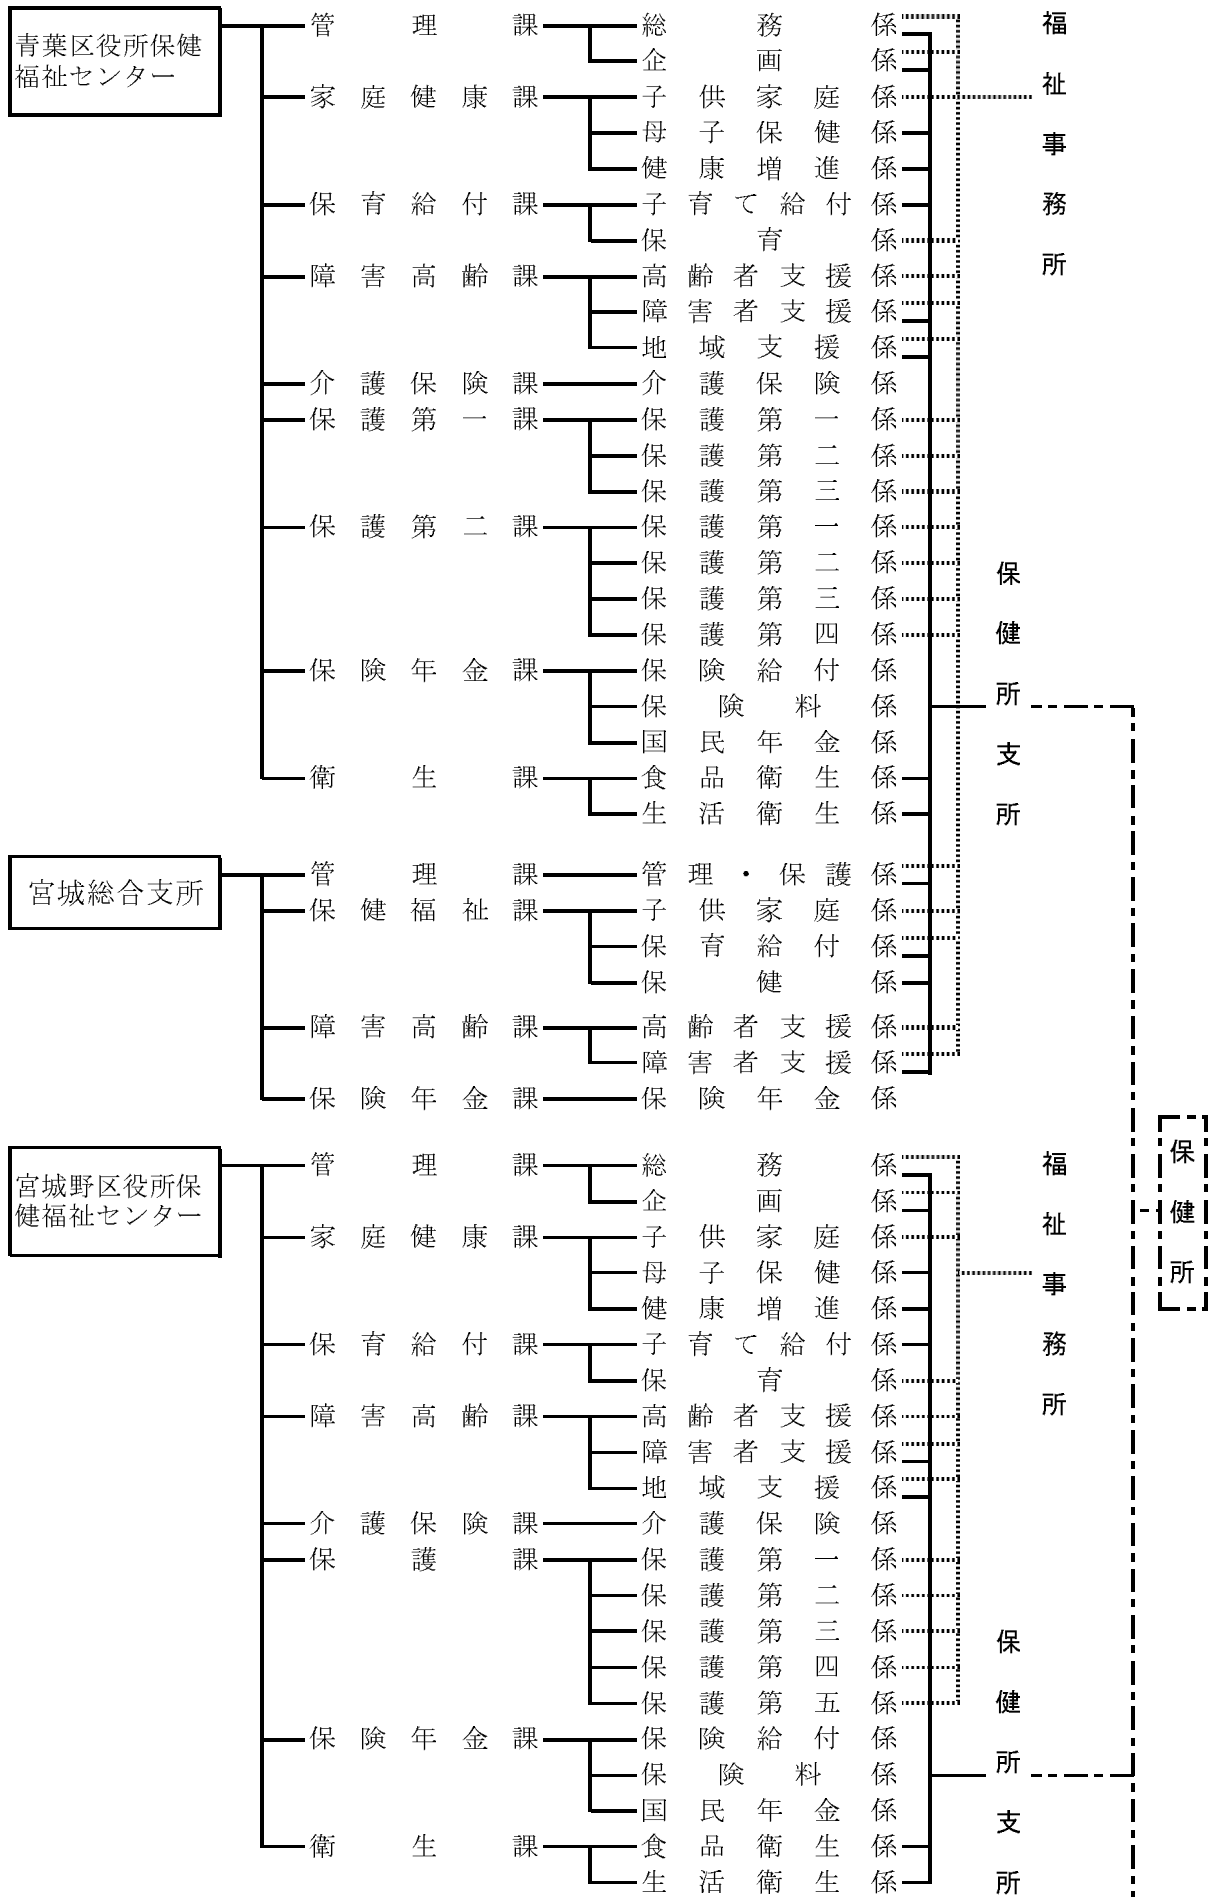 青葉区役所保健
福祉センター
管理課 総務係
企画係
家庭健康課 子供家庭係
母子保健係
健康増進係
保育給付課 子育て給付係
保育係
障害高齢課 高齢者支援係
障害者支援係
地域支援係
介護保険課 介護保険係
保護第一課 保護第一係
保護第二係
保護第三係
保護第二課 保護第一係
保護第二係
保護第三係
保護第四係
保険年金課 保険給付係
保険料係
国民年金係
衛生課 食品衛生係
生活衛生係
福祉事務所
保健所支所
宮城総合支所
管理課 管理・保護係
保健福祉課 子供家庭係
保育給付係
保健係
障害高齢課 高齢者支援係
障害者支援係
保険年金課 保険年金係
宮城野区役所保
健福祉センター
管理課 総務係
企画係
家庭健康課 子供家庭係
母子保健係
健康増進係
保育給付課 子育て給付係
保育係
障害高齢課 高齢者支援係
障害者支援係
地域支援係
介護保険課 介護保険係
保護課 保護第一係
保護第二係
保護第三係
保護第四係
保護第五係
保険年金課 保険給付係
保険料係
国民年金係
衛生課 食品衛生係
生活衛生係
福祉事務所
保健所支所
保健所